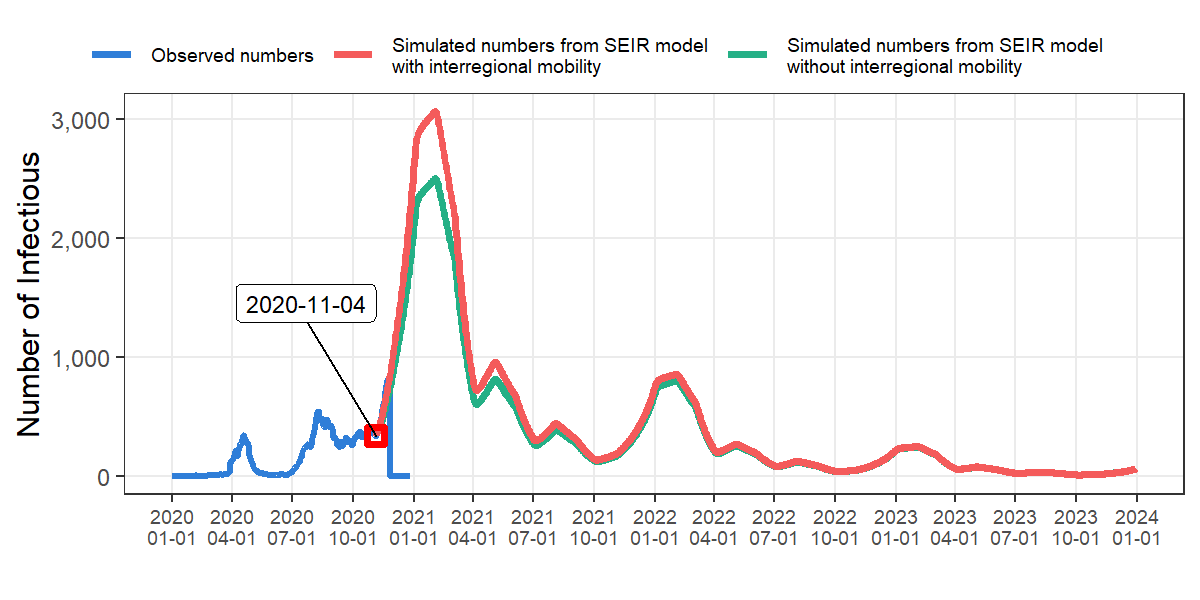 Observed numbers
Simulated numbers from SEIR model
with interregional mobility
Simulated numbers from SEIR model
without interregional mobility
Number of Infectious
3,000
2,000
1,000
0
2020-11-04
2020 2020 2020 2020 2021 2021 2021 2021 2022 2022 2022 2022 2023 2023 2023 2023 2024
01-01 04-01 07-01 10-01 01-01 04-01 07-01 10-01 01-01 04-01 07-01 10-01 01-01 04-01 07-01 10-01 01-01